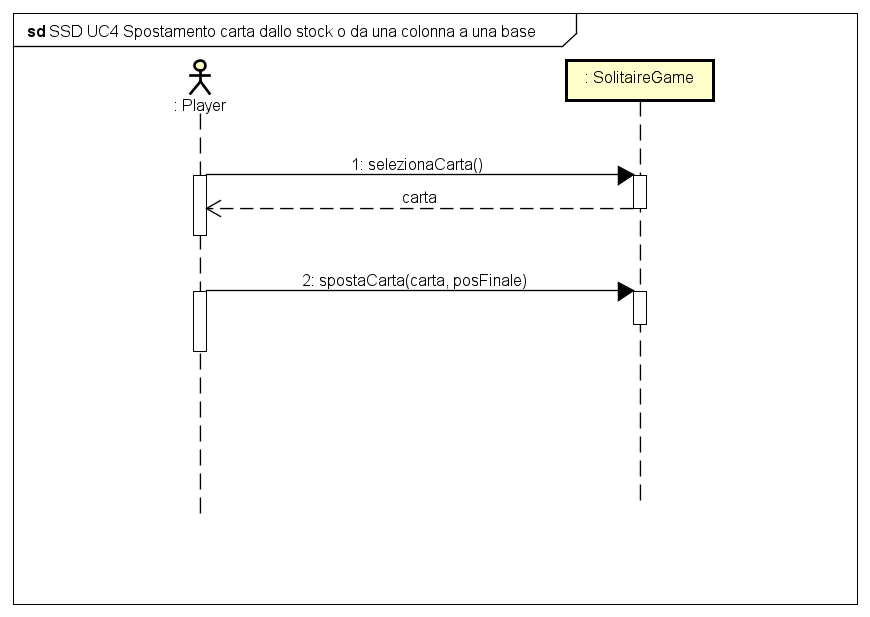 sd SSD UC4 Spostamento carta dallo stock o da una colonna a una base
: Player
: SolitaireGame
1: selezionaCarta()
carta
2: spostaCarta(carta, posFinale)